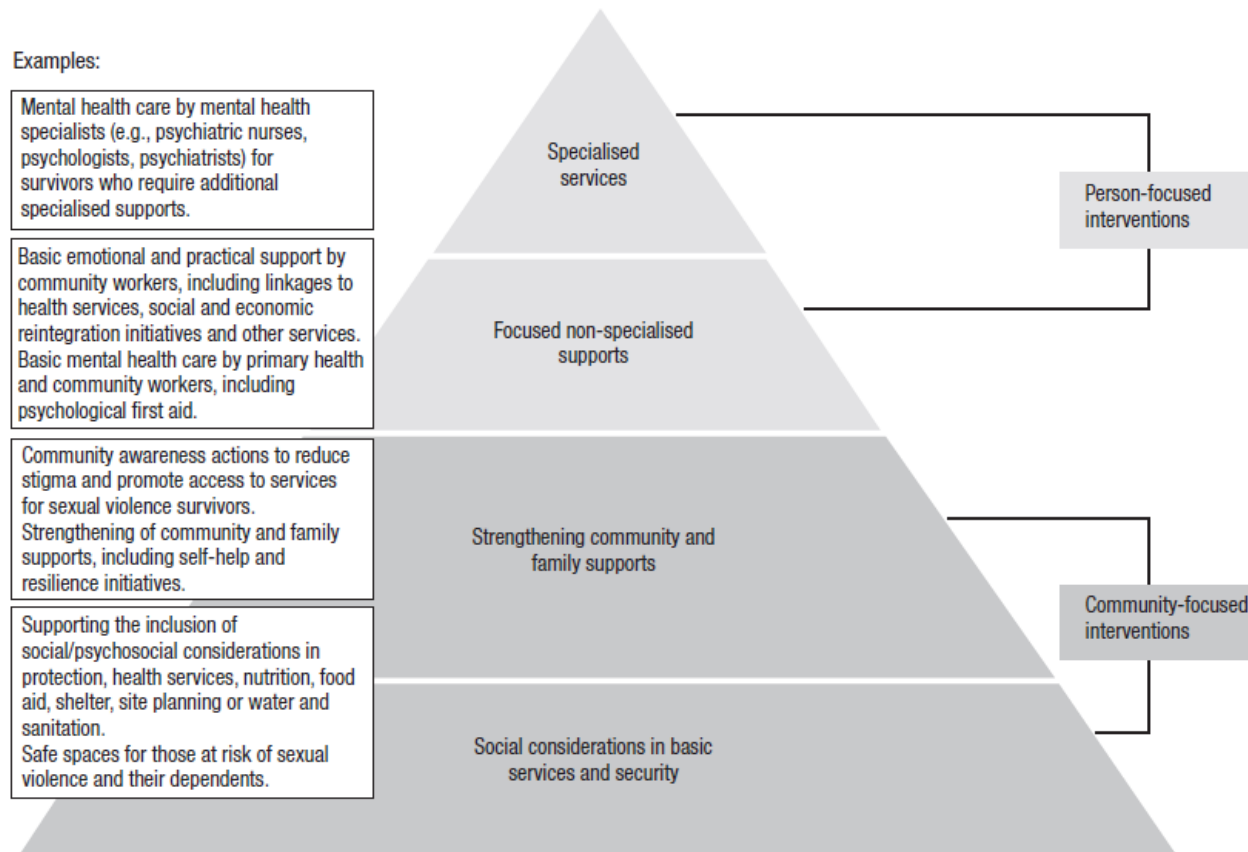 Examples:
Mental health care by mental health
specialists (e.g., psychiatric nurses,
psychologists, psychiatrists) for
survivors who require additional
specialised supports.
Specialised
services
Person-focused
interventions
Basic emotional and practical support by
community workers, including linkages to
health services, social and economic
reintegration initiatives and other services.
Basic mental health care by primary health
and community workers, including
psychological first aid.
Focused non-specialised
supports
Community awareness actions to reduce
stigma and promote access to services
for sexual violence survivors.
Strengthening of community and family
supports, including self-help and
resilience initiatives.
Strengthening community and
family supports
Community-focused
interventions
Supporting the inclusion of
social/psychosocial considerations in
protection, health services, nutrition, food
aid, shelter, site planning or water and
sanitation.
Safe spaces for those at risk of sexual
violence and their dependents.
Social considerations in basic
services and security